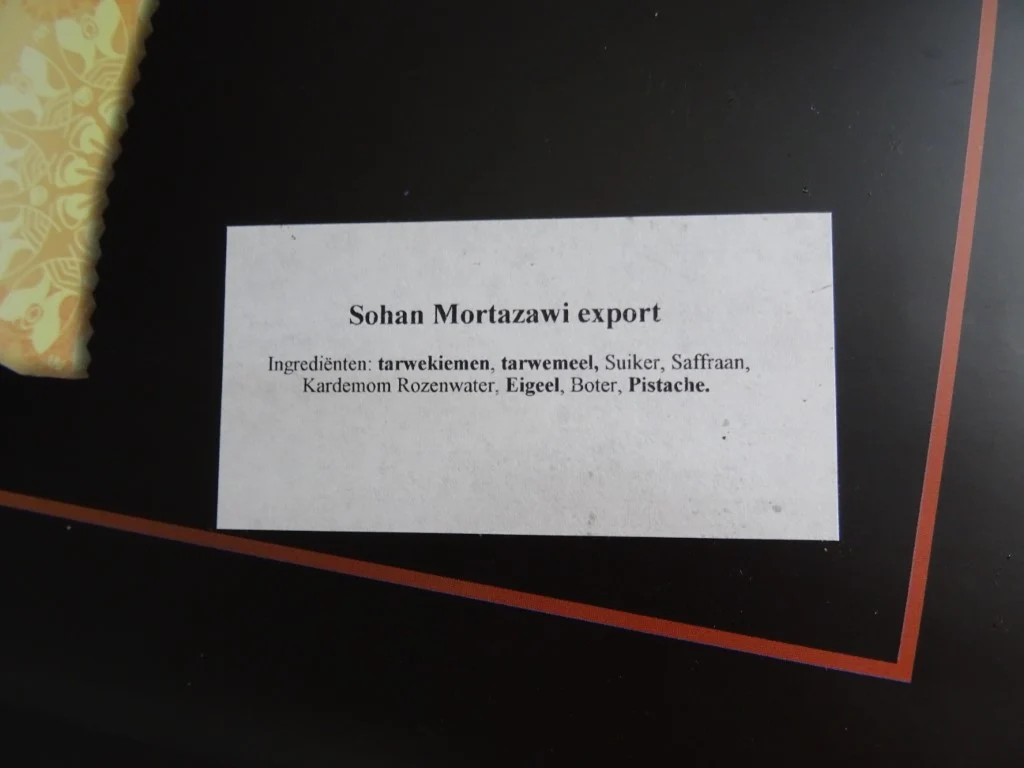 Sohan Mortazawi export
Ingrediënten: tarwekiemen, tarwemeel, Suiker, Saffraan,
Kardemom Rozenwater, Eigeel, Boter, Pistache.